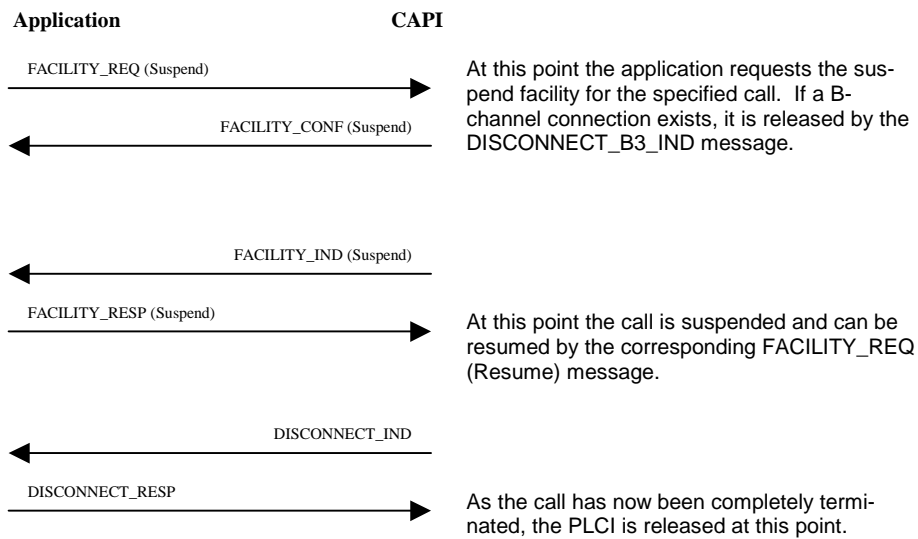 Application CAPI
FACILITY_REQ (Suspend)
At this point the application requests the sus-
pend facility for the specified call. If a B-
channel connection exists, it is released by the
DISCONNECT_B3_IND message.
FACILITY_CONF (Suspend)
FACILITY_IND (Suspend)
FACILITY_RESP (Suspend)
At this point the call is suspended and can be
resumed by the corresponding FACILITY_REQ
(Resume) message.
DISCONNECT_IND
DISCONNECT_RESP
As the call has now been completely termi-
nated, the PLCI is released at this point.